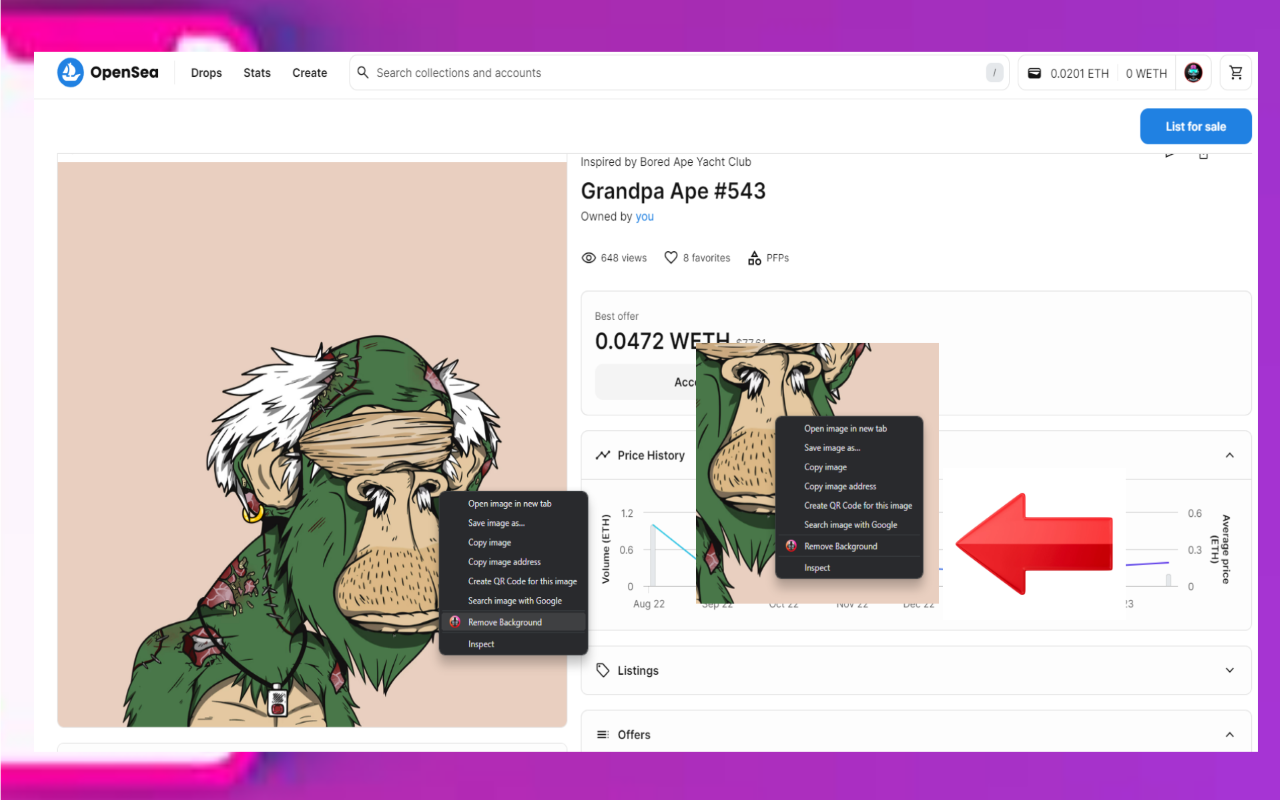 OpenSea
Drops Stats Create
Search collections and accounts
/
0.0201 ETH 0 WETH
List for sale
Inspired by Bored Ape Yacht Club
Grandpa Ape #543
Owned by you
648 views 8 favorites PFPs
Best offer
0.0472 WETH $77.61
Price History
Volume (ETH)
1.2
0.6
0
Aug 22 Sep 22 Oct 22 Nov 22 Dec 22 23
0.6
0.3
0
Average price (ETH)
Listings
Offers
Open image in new tab
Save image as...
Copy image
Copy image address
Create QR Code for this image
Search image with Google
Remove Background
Inspect
Open image in new tab
Save image as...
Copy image
Copy image address
Create QR Code for this image
Search image with Google
Remove Background
Inspect